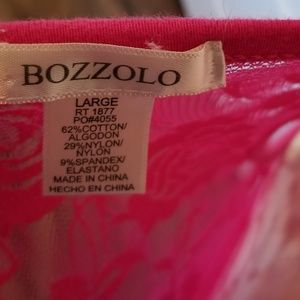 BOZZOLO
LARGE
RT 1877
PO#4055
62%COTTON/
ALGODON
29%NYLON/
NYLON
9%SPANDEX/
ELASTANO
MADE IN CHINA
HECHO EN CHINA